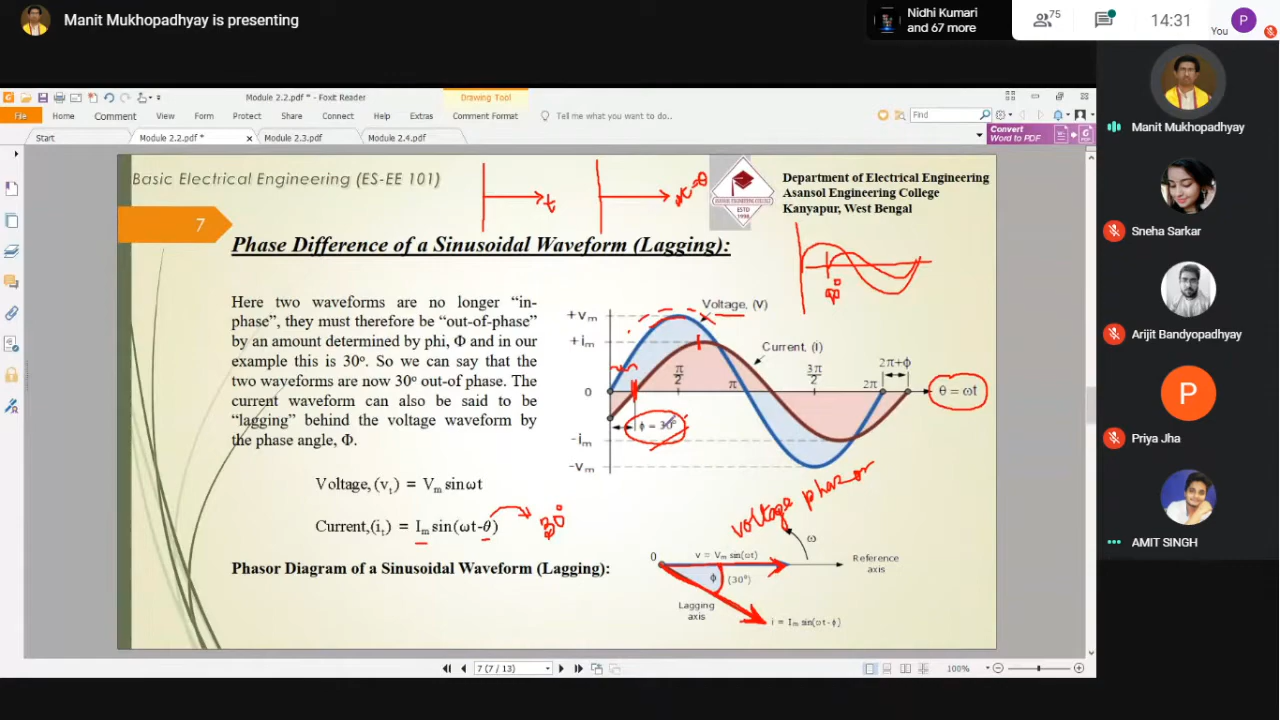 Manit Mukhopadhyay is presenting
Nidhi Kumari
and 67 more
75
14:31
You
P
Module 2.2.pdf * - Foxit Reader
Drawing Tool
File
Home
Comment
View
Form
Protect
Share
Connect
Help
Extras
Comment Format
Tell me what you want to do..
Find
Start
Module 2.2.pdf *
Module 2.3.pdf
Module 2.4.pdf
Convert
Word to PDF
Basic Electrical Engineering (ES-EE 101)
7
t
ωt=θ
Department of Electrical Engineering
Asansol Engineering College
Kanyapur, West Bengal
Phase Difference of a Sinusoidal Waveform (Lagging):
90°
Here two waveforms are no longer “in-
phase”, they must therefore be “out-of-phase”
by an amount determined by phi, Φ and in our
example this is 30º. So we can say that the
two waveforms are now 30º out-of phase. The
current waveform can also be said to be
“lagging” behind the voltage waveform by
the phase angle, Φ.
Voltage, (V)
+Vm
+im
0
-im
-Vm
Current, (I)
π/2
π
3π/2
2π
2π+ϕ
θ = ωt
ϕ = 30°
Voltage,(vt) = Vm sinωt
Current,(it) = Im sin(ωt-θ)
30°
voltage phasor
Phasor Diagram of a Sinusoidal Waveform (Lagging):
0
v = Vm sin(ωt)
ω
Reference
axis
ϕ
(30°)
Lagging
axis
i = Im sin(ωt-ϕ)
7 (7 / 13)
100%
Manit Mukhopadhyay
Sneha Sarkar
Arijit Bandyopadhyay
P
Priya Jha
AMIT SINGH